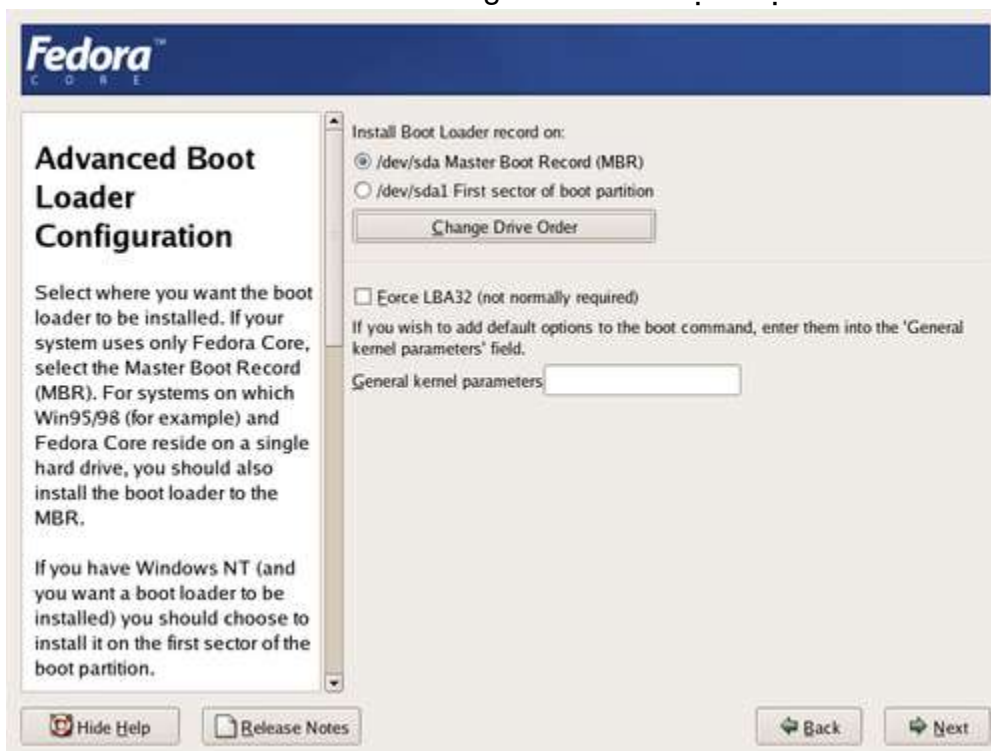 Fedora™
CORE
Advanced Boot
Loader
Configuration
Select where you want the boot
loader to be installed. If your
system uses only Fedora Core,
select the Master Boot Record
(MBR). For systems on which
Win95/98 (for example) and
Fedora Core reside on a single
hard drive, you should also
install the boot loader to the
MBR.
If you have Windows NT (and
you want a boot loader to be
installed) you should choose to
install it on the first sector of the
boot partition.
Install Boot Loader record on:
/dev/sda Master Boot Record (MBR)
/dev/sda1 First sector of boot partition
Change Drive Order
Force LBA32 (not normally required)
If you wish to add default options to the boot command, enter them into the 'General
kernel parameters' field.
General kernel parameters
Hide Help
Release Notes
Back
Next